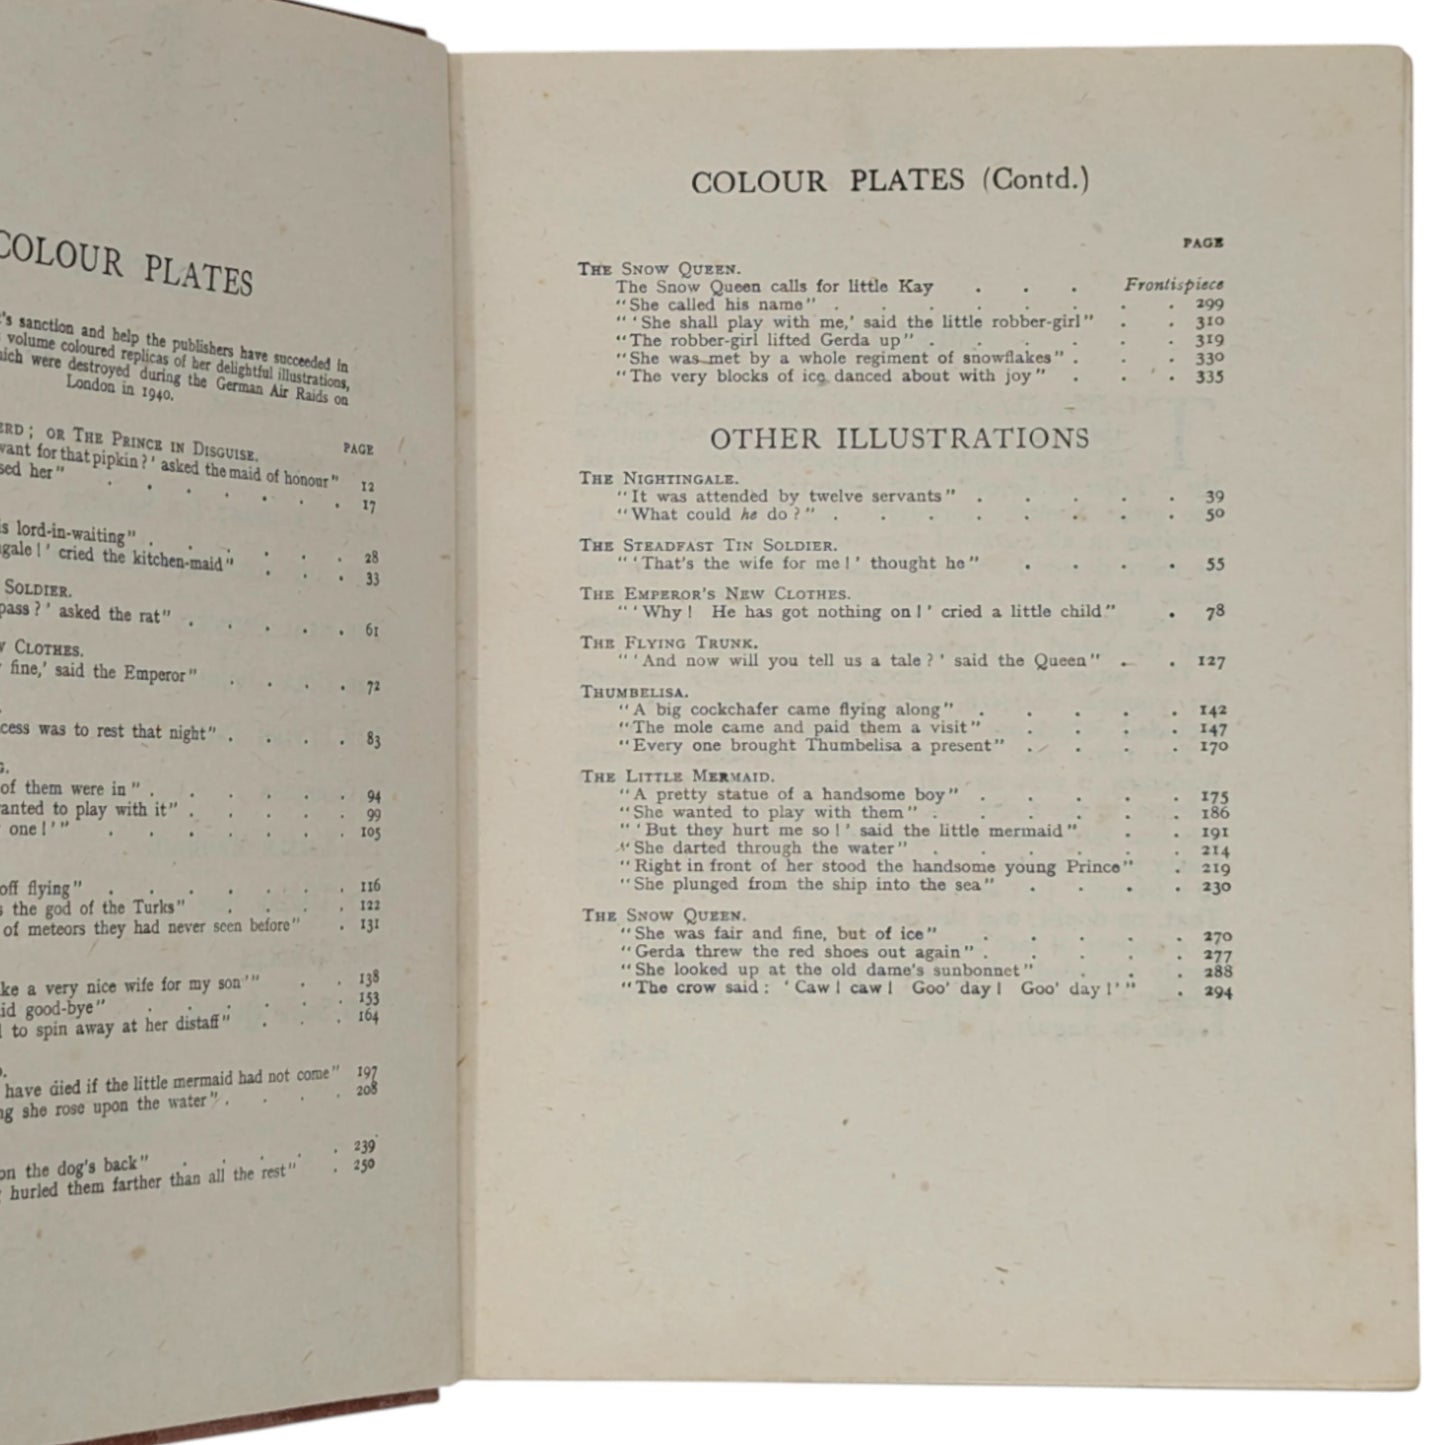 COLOUR PLATES
's sanction and help the publishers have succeeded in
volume coloured replicas of her delightful illustrations,
which were destroyed during the German Air Raids on
London in 1940.
PAGE
; OR THE PRINCE IN DISGUISE.
want for that pipkin?' asked the maid of honour" 12
her" . . . . . . . 17
lord-in-waiting" . . . . . . 28
cried the kitchen-maid" . . . 33
SOLDIER.
pass?' asked the rat" . . . . . 61
CLOTHES.
fine,' said the Emperor" . . . . 72
was to rest that night" . . . . 83
of them were in" . . . . . . 94
wanted to play with it" . . . . . 99
one!'" . . . . . . . 105
off flying" . . . . . . . 116
the god of the Turks" . . . . 122
of meteors they had never seen before" . 131
a very nice wife for my son'" . . 138
good-bye" . . . . . . 153
to spin away at her distaff" . . . 164
have died if the little mermaid had not come" 197
she rose upon the water" . . . . 208
on the dog's back" . . . . . 239
hurled them farther than all the rest" . 250
COLOUR PLATES (Contd.)
PAGE
THE SNOW QUEEN.
The Snow Queen calls for little Kay . . . Frontispiece
"She called his name" . . . . . . . . 299
"'She shall play with me,' said the little robber-girl" . . 310
"The robber-girl lifted Gerda up" . . . . . . 319
"She was met by a whole regiment of snowflakes" . . . 330
"The very blocks of ice danced about with joy" . . . 335
OTHER ILLUSTRATIONS
THE NIGHTINGALE.
"It was attended by twelve servants" . . . . . 39
"What could he do?" . . . . . . . . 50
THE STEADFAST TIN SOLDIER.
"'That's the wife for me!' thought he" . . . . 55
THE EMPEROR'S NEW CLOTHES.
"'Why! He has got nothing on!' cried a little child" . 78
THE FLYING TRUNK.
"'And now will you tell us a tale?' said the Queen" . . 127
THUMBELISA.
"A big cockchafer came flying along" . . . . . 142
"The mole came and paid them a visit" . . . . 147
"Every one brought Thumbelisa a present" . . . . 170
THE LITTLE MERMAID.
"A pretty statue of a handsome boy" . . . . . 175
"She wanted to play with them" . . . . . . 186
"'But they hurt me so!' said the little mermaid" . . 191
"She darted through the water" . . . . . . 214
"Right in front of her stood the handsome young Prince" . 219
"She plunged from the ship into the sea" . . . . 230
THE SNOW QUEEN.
"She was fair and fine, but of ice" . . . . . 270
"Gerda threw the red shoes out again" . . . . . 277
"She looked up at the old dame's sunbonnet" . . . 288
"The crow said: 'Caw! caw! Goo' day! Goo' day!'" . 294